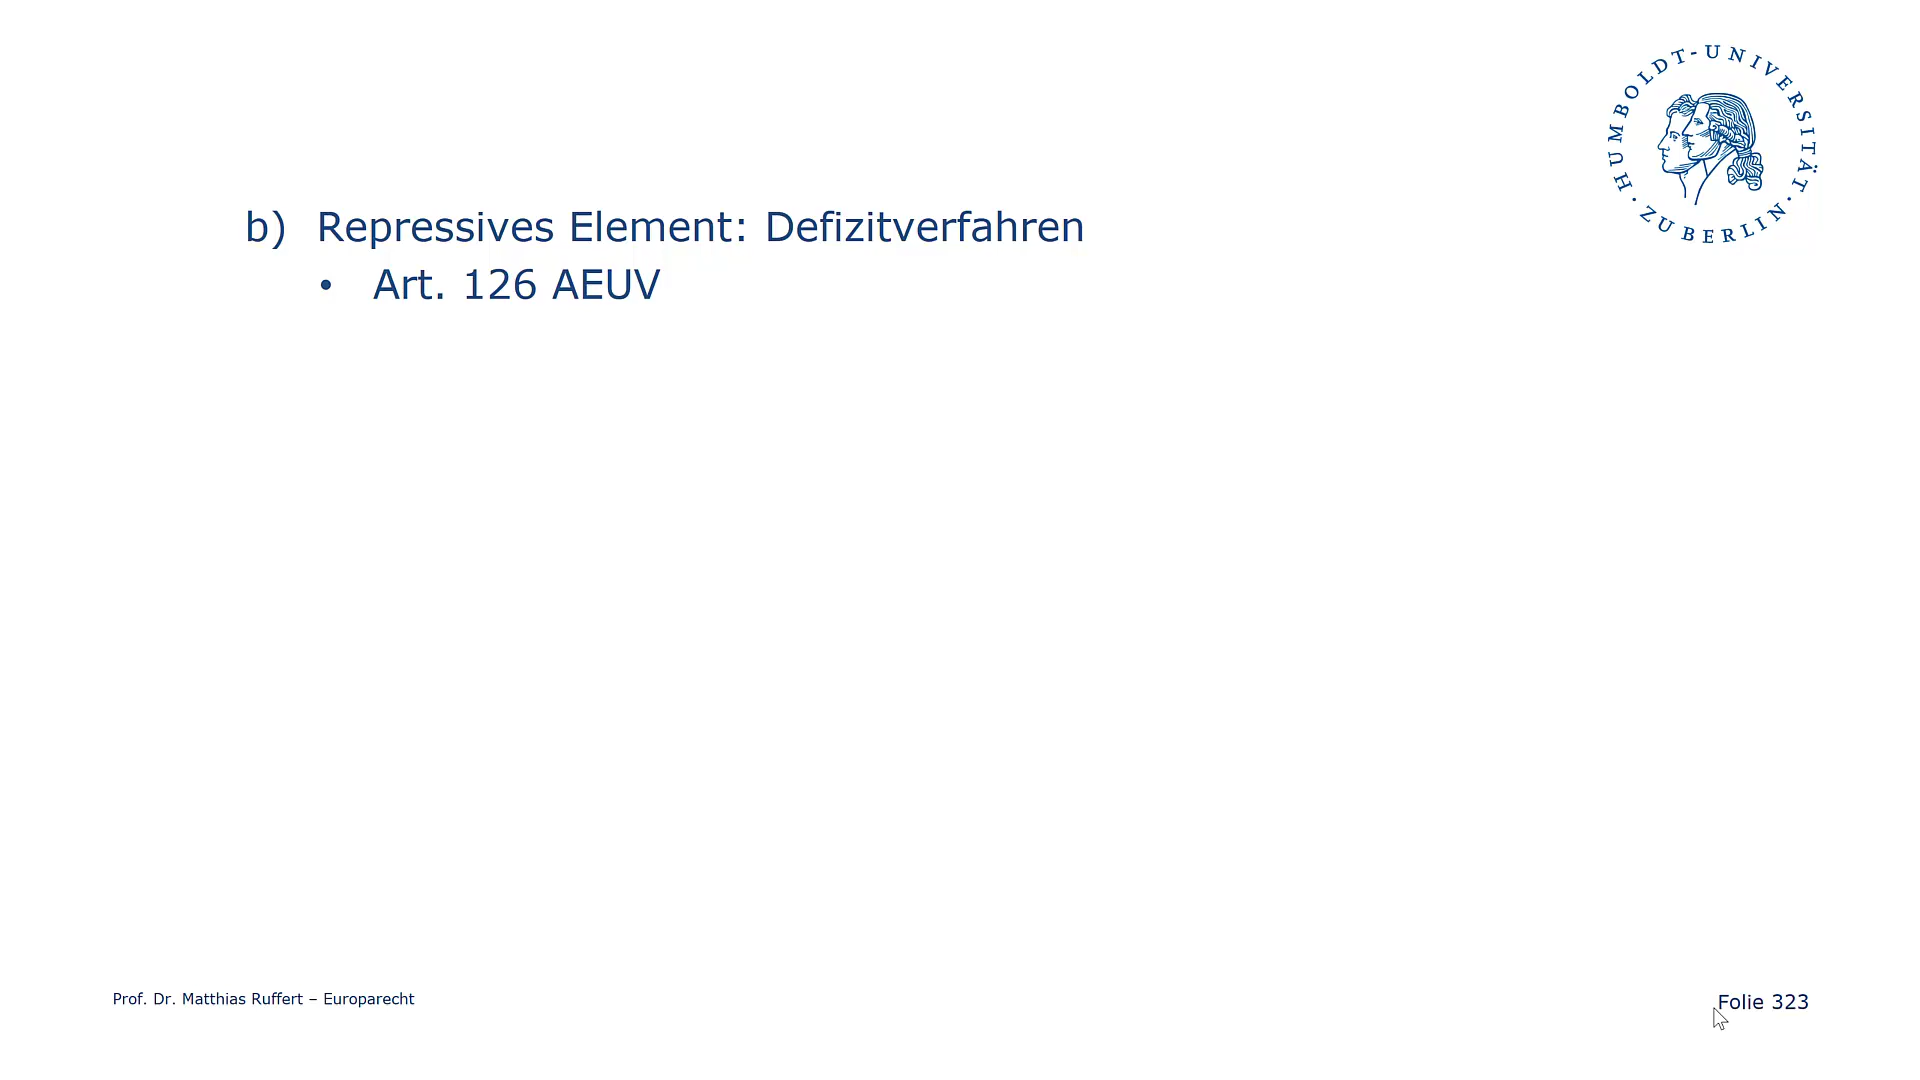 HUMBOLDT-UNIVERSITÄT · ZU BERLIN ·
b) Repressives Element: Defizitverfahren
• Art. 126 AEUV
Prof. Dr. Matthias Ruffert – Europarecht
Folie 323